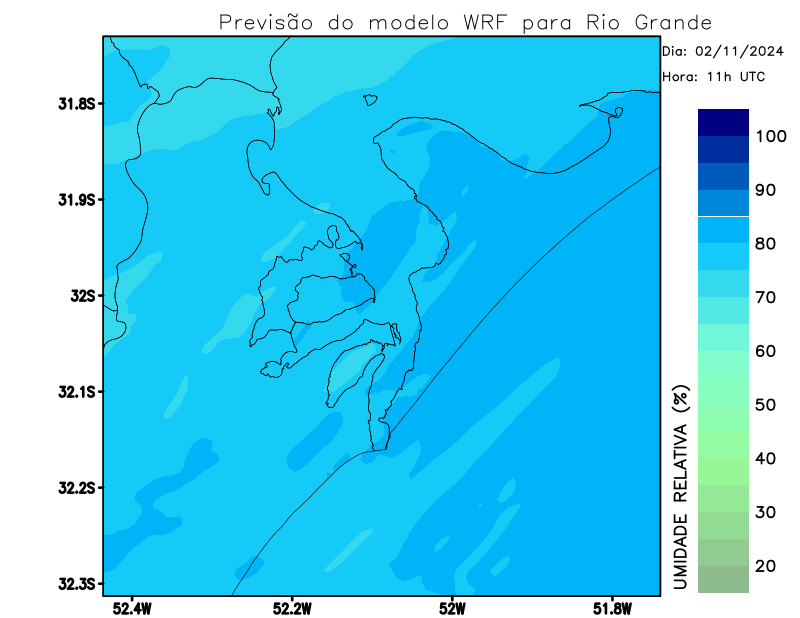 Previsão do modelo WRF para Rio Grande
Dia: 02/11/2024
Hora: 11h UTC
31.8S
31.9S
32S
32.1S
32.2S
32.3S
52.4W
52.2W
52W
51.8W
UMIDADE RELATIVA (%)
100
90
80
70
60
50
40
30
20